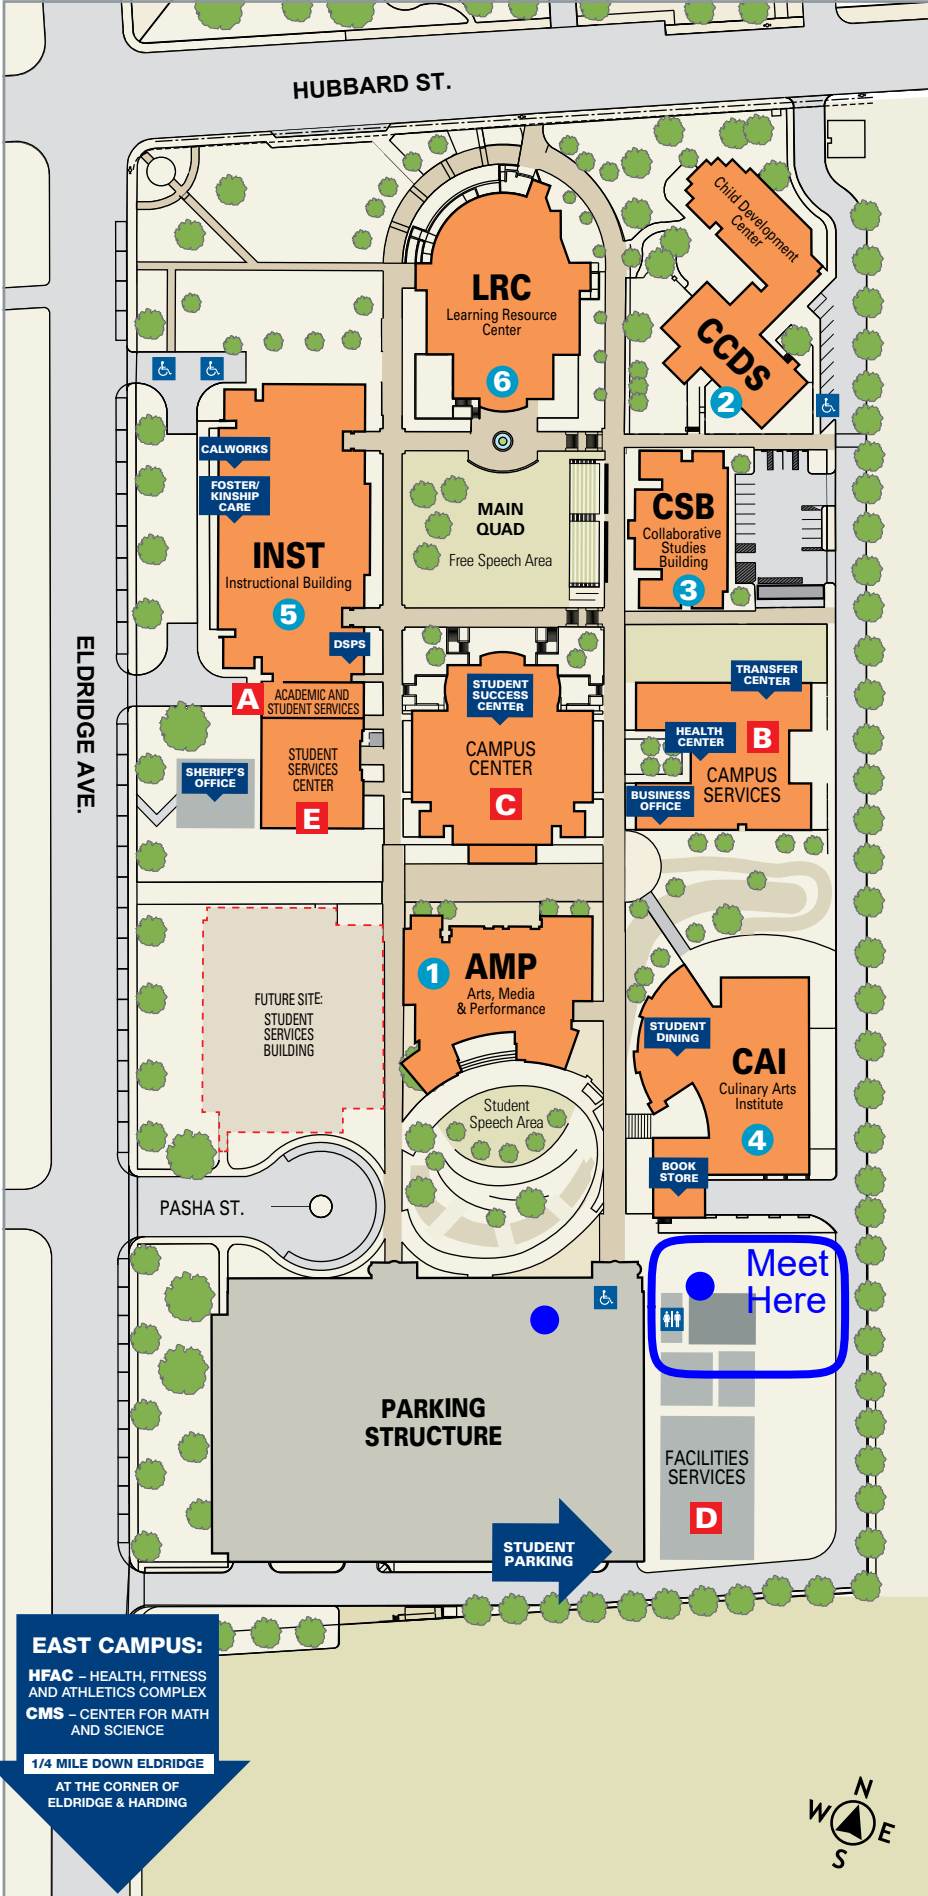 HUBBARD ST.
Child Development
Center
LRC
Learning Resource
Center
6
CCDS
2
CALWORKS
FOSTER/
KINSHIP
CARE
INST
Instructional Building
5
DSPS
MAIN
QUAD
Free Speech Area
CSB
Collaborative
Studies
Building
3
ELDRIDGE AVE.
A
ACADEMIC AND
STUDENT SERVICES
STUDENT
SERVICES
CENTER
E
SHERIFF'S
OFFICE
STUDENT
SUCCESS
CENTER
CAMPUS
CENTER
C
TRANSFER
CENTER
HEALTH
CENTER
B
CAMPUS
SERVICES
BUSINESS
OFFICE
1
AMP
Arts, Media
& Performance
FUTURE SITE:
STUDENT
SERVICES
BUILDING
STUDENT
DINING
CAI
Culinary Arts
Institute
4
Student
Speech Area
BOOK
STORE
PASHA ST.
Meet
Here
PARKING
STRUCTURE
FACILITIES
SERVICES
D
STUDENT
PARKING
EAST CAMPUS:
HFAC – HEALTH, FITNESS
AND ATHLETICS COMPLEX
CMS – CENTER FOR MATH
AND SCIENCE
1/4 MILE DOWN ELDRIDGE
AT THE CORNER OF
ELDRIDGE & HARDING
N
W
E
S